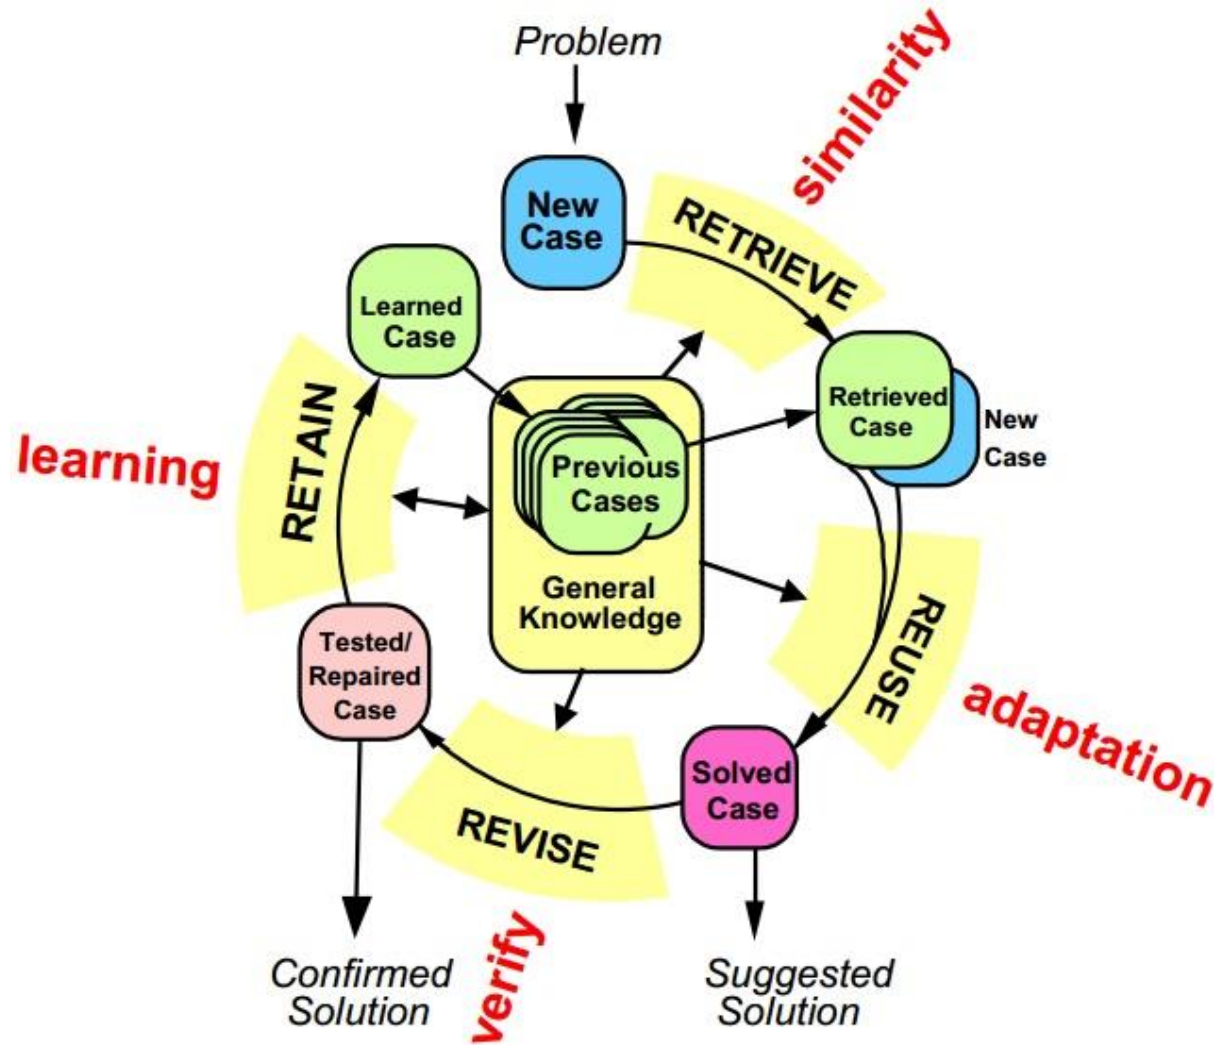 Problem
similarity
New
Case
RETRIEVE
Learned
Case
Retrieved
Case
New
Case
RETAIN
learning
Previous
Cases
General
Knowledge
REUSE
adaptation
Tested/
Repaired
Case
Solved
Case
REVISE
verify
Confirmed
Solution
Suggested
Solution